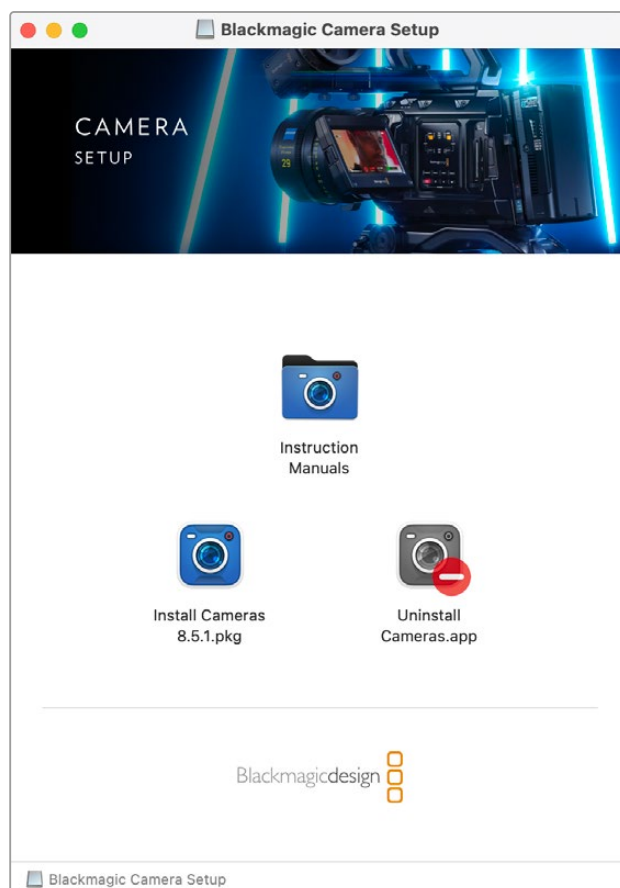 Blackmagic Camera Setup
CAMERA
SETUP
29
Instruction
Manuals
Install Cameras
8.5.1.pkg
Uninstall
Cameras.app
Blackmagicdesign
Blackmagic Camera Setup